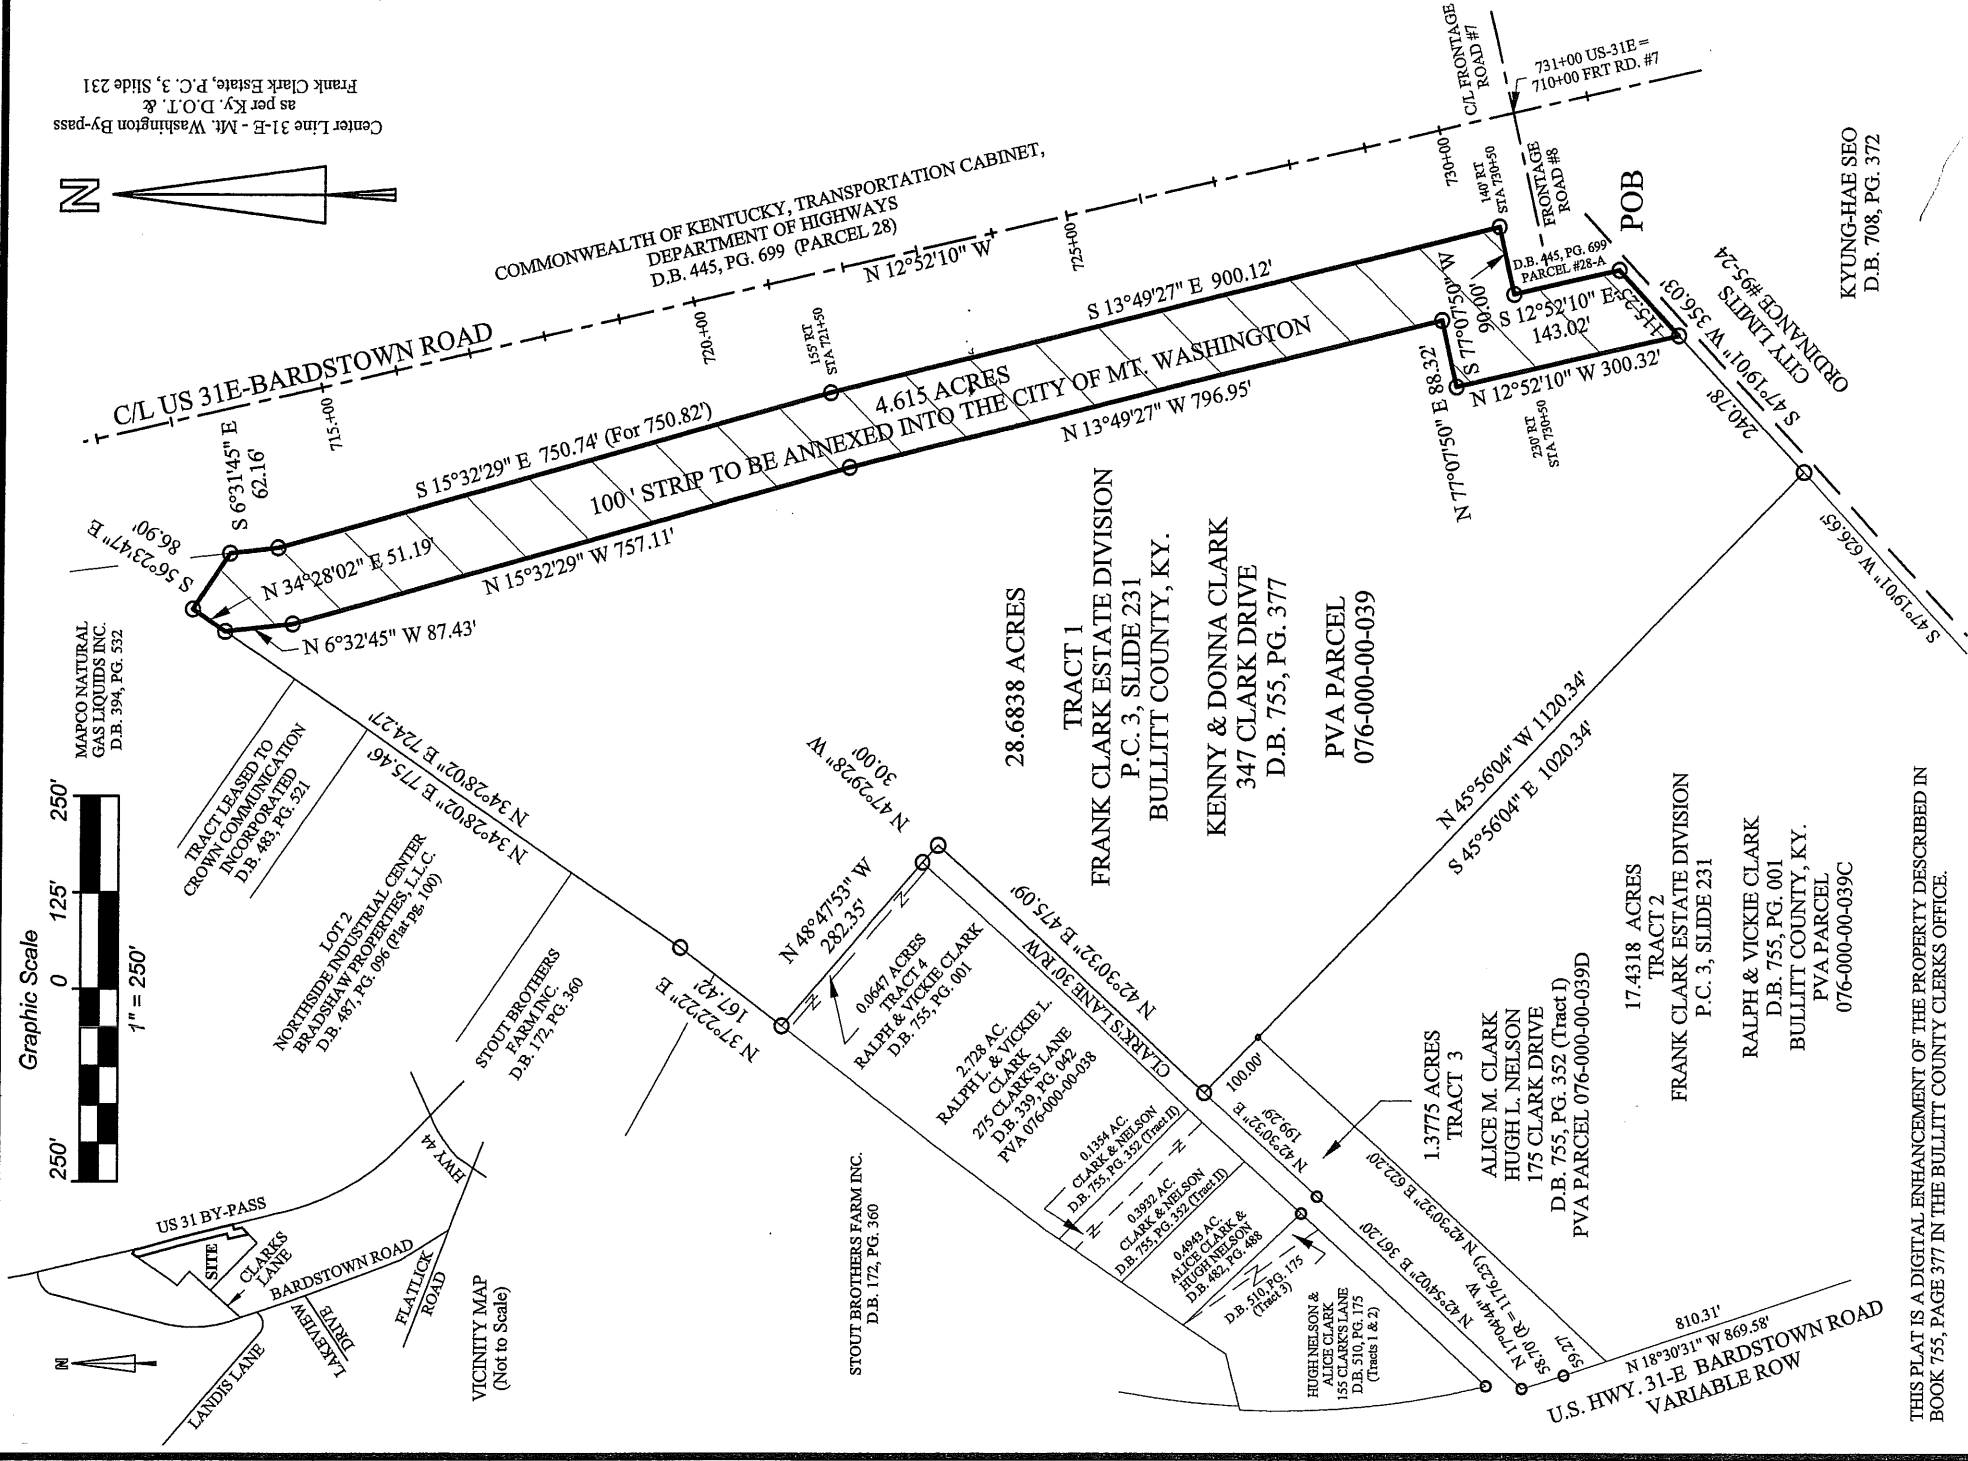 Center Line 31-E - Mt. Washington By-pass
as per Ky. D.O.T. &
Frank Clark Estate, P.C. 3, Slide 231
N
COMMONWEALTH OF KENTUCKY, TRANSPORTATION CABINET,
DEPARTMENT OF HIGHWAYS
D.B. 445, PG. 699 (PARCEL 28)
N 12°52'10" W
C/L US 31E-BARDSTOWN ROAD
715+00
720+00
725+00
730+00
C/L FRONTAGE
ROAD #7
731+00 US-31E =
710+00 FRT RD. #7
155' RT
STA 721+50
140' RT
STA 730+50
FRONTAGE
ROAD #8
POB
KYUNG-HAE SEO
D.B. 708, PG. 372
D.B. 445, PG. 699
PARCEL #28-A
S 56°23'47" E
86.90'
S 6°31'45" E
62.16'
S 15°32'29" E 750.74' (For 750.82')
S 13°49'27" E 900.12'
S 77°07'50" W
90.00'
S 12°52'10" E
143.02'
115.25'
S 47°19'01" W 356.03'
CITY LIMITS
ORDINANCE #95-24
4.615 ACRES
100' STRIP TO BE ANNEXED INTO THE CITY OF MT. WASHINGTON
N 34°28'02" E 51.19'
N 6°32'45" W 87.43'
N 15°32'29" W 757.11'
N 13°49'27" W 796.95'
N 77°07'50" E 88.32'
N 12°52'10" W 300.32'
230' RT
STA 730+50
240.78'
S 47°19'01" W 626.65'
MAPCO NATURAL
GAS LIQUIDS INC.
D.B. 394, PG. 532
TRACT LEASED TO
CROWN COMMUNICATION
INCORPORATED
D.B. 483, PG. 521
N 34°28'02" E 724.27'
N 34°28'02" E 775.46'
LOT 2
NORTHSIDE INDUSTRIAL CENTER
BRADSHAW PROPERTIES, L.L.C.
D.B. 487, PG. 096 (Plat pg. 100)
STOUT BROTHERS
FARM INC.
D.B. 172, PG. 360
N 37°22'22" E
167.42'
28.6838 ACRES
TRACT 1
FRANK CLARK ESTATE DIVISION
P.C. 3, SLIDE 231
BULLITT COUNTY, KY.
KENNY & DONNA CLARK
347 CLARK DRIVE
D.B. 755, PG. 377
PVA PARCEL
076-000-00-039
N 47°29'28" W
30.00'
N 48°47'53" W
282.35'
N 42°30'32" E 475.09'
CLARK'S LANE 30' R/W
0.0647 ACRES
TRACT 4
RALPH & VICKIE CLARK
D.B. 755, PG. 001
2.728 AC.
RALPH L. & VICKIE L.
CLARK
275 CLARK'S LANE
D.B. 339, PG. 042
PVA 076-000-00-038
0.1354 AC.
CLARK & NELSON
D.B. 755, PG. 352 (Tract II)
0.3932 AC.
CLARK & NELSON
D.B. 755, PG. 352 (Tract II)
0.4943 AC.
ALICE CLARK &
HUGH NELSON
D.B. 482, PG. 488
D.B. 510, PG. 175
(Tract 3)
HUGH NELSON &
ALICE CLARK
155 CLARK'S LANE
D.B. 510, PG. 175
(Tracts 1 & 2)
STOUT BROTHERS FARM INC.
D.B. 172, PG. 360
N 45°56'04" W 1120.34'
S 45°56'04" E 1020.34'
100.00'
N 42°30'32" E
199.29'
N 42°54'02" E 367.20'
N 42°30'32" E 622.20'
N 17°04'44" W
58.70' (R = 1176.23')
59.27'
1.3775 ACRES
TRACT 3
ALICE M. CLARK
HUGH L. NELSON
175 CLARK DRIVE
D.B. 755, PG. 352 (Tract I)
PVA PARCEL 076-000-00-039D
17.4318 ACRES
TRACT 2
FRANK CLARK ESTATE DIVISION
P.C. 3, SLIDE 231
RALPH & VICKIE CLARK
D.B. 755, PG. 001
BULLITT COUNTY, KY.
PVA PARCEL
076-000-00-039C
810.31'
N 18°30'31" W 869.58'
U.S. HWY. 31-E BARDSTOWN ROAD
VARIABLE ROW
Graphic Scale
250' 0 125' 250'
1" = 250'
US 31 BY-PASS
SITE
CLARKS
LANE
BARDSTOWN ROAD
HWY 44
FLATLICK
ROAD
LAKEVIEW
DRIVE
LANDIS LANE
N
VICINITY MAP
(Not to Scale)
THIS PLAT IS A DIGITAL ENHANCEMENT OF THE PROPERTY DESCRIBED IN
BOOK 755, PAGE 377 IN THE BULLITT COUNTY CLERKS OFFICE.